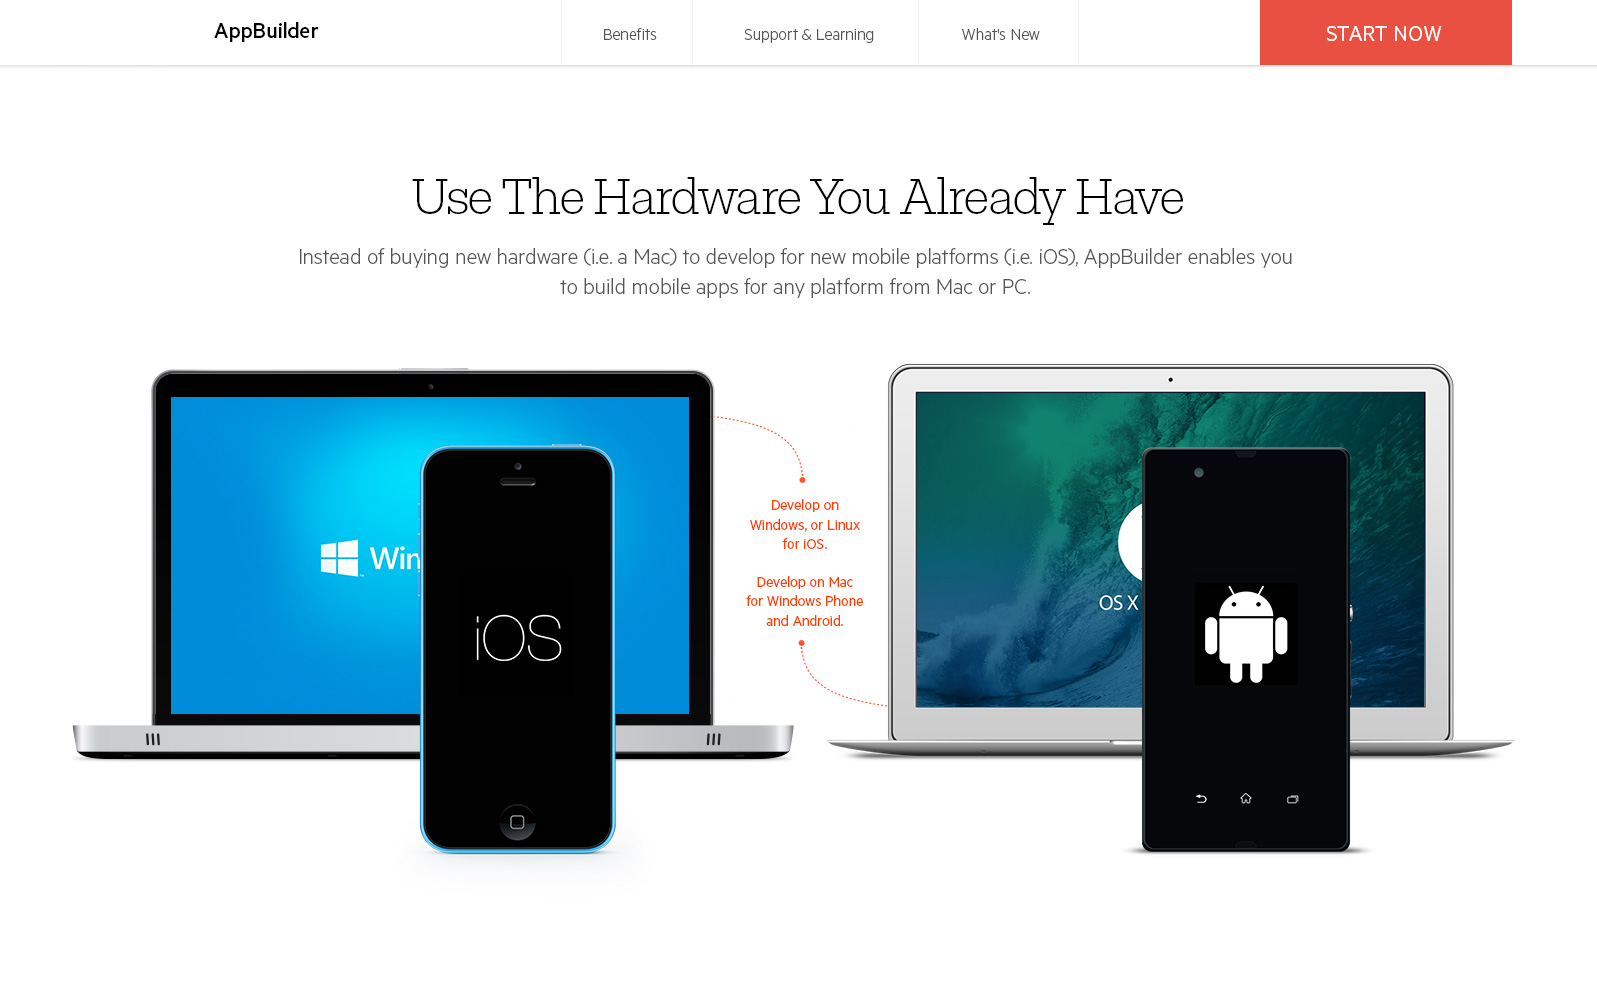 AppBuilder
Benefits
Support & Learning
What's New
START NOW
Use The Hardware You Already Have
Instead of buying new hardware (i.e. a Mac) to develop for new mobile platforms (i.e. iOS), AppBuilder enables you
to build mobile apps for any platform from Mac or PC.
Develop on
Windows, or Linux
for iOS.
Develop on Mac
for Windows Phone
and Android.
Win
iOS
OS X